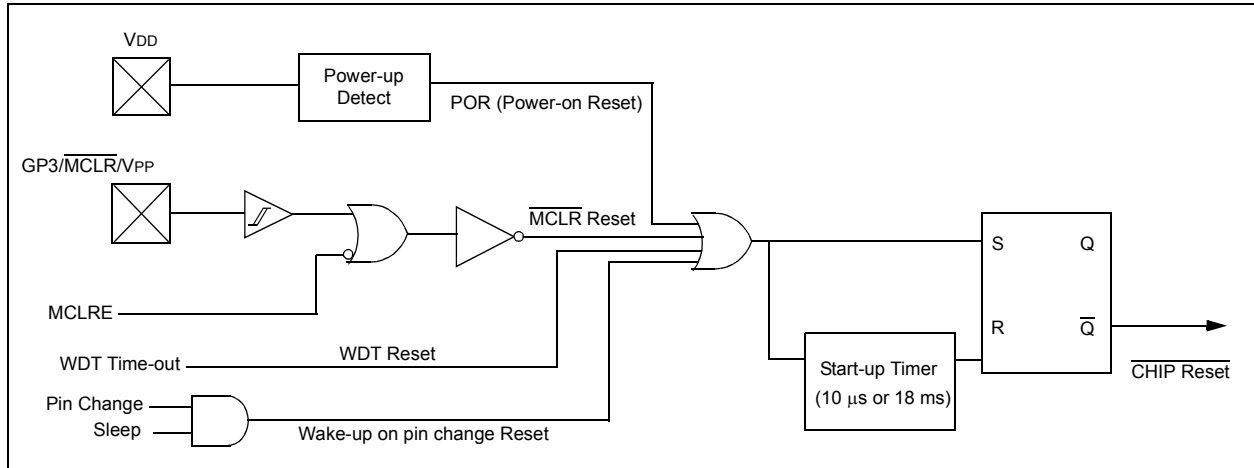 VDD
Power-up
Detect
POR (Power-on Reset)
GP3/MCLR/VPP
MCLR Reset
MCLRE
WDT Time-out
WDT Reset
Pin Change
Sleep
Wake-up on pin change Reset
S
Q
R
Q
Start-up Timer
(10 μs or 18 ms)
CHIP Reset